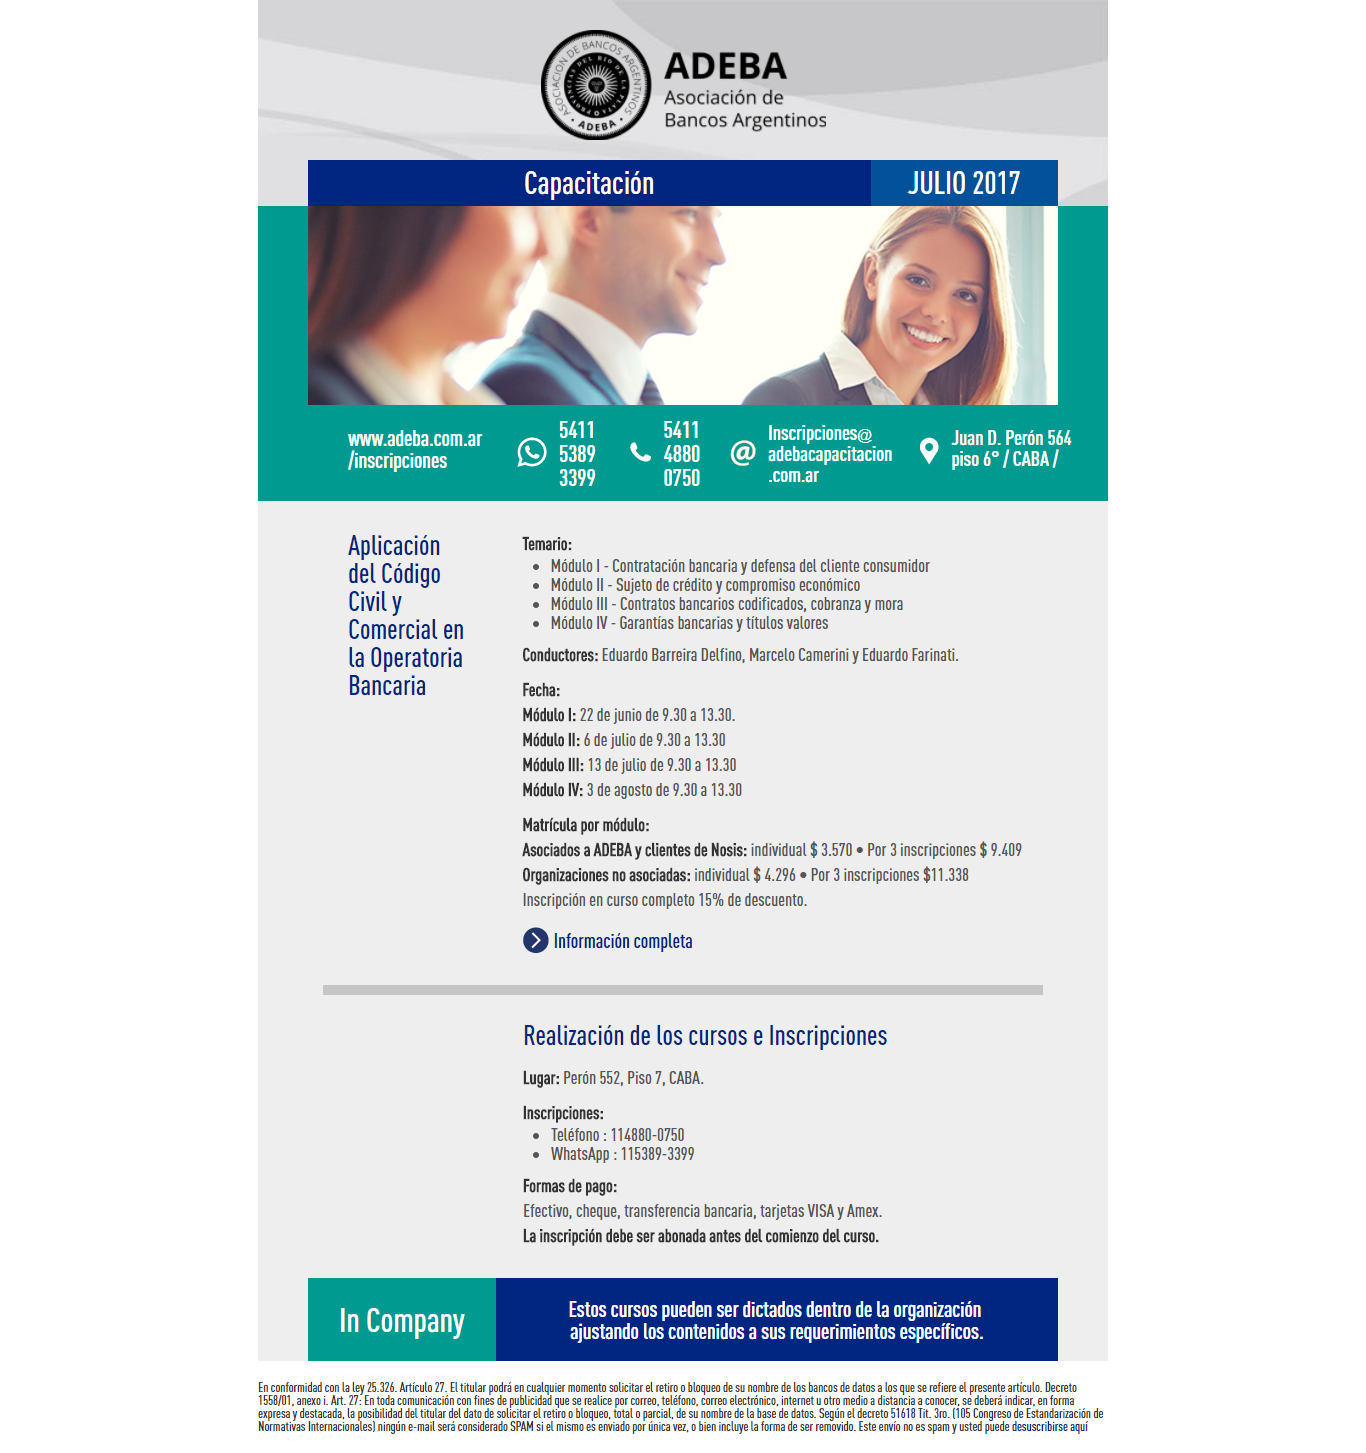 ASOCIACION DE BANCOS ARGENTINOS
ADEBA
ADEBA
Asociación de
Bancos Argentinos
Capacitación
JULIO 2017
www.adeba.com.ar
/inscripciones
5411
5389
3399
5411
4880
0750
Inscripciones@
adebacapacitacion
.com.ar
Juan D. Perón 564
piso 6° / CABA /
Aplicación
del Código
Civil y
Comercial en
la Operatoria
Bancaria
Temario:
• Módulo I - Contratación bancaria y defensa del cliente consumidor
• Módulo II - Sujeto de crédito y compromiso económico
• Módulo III - Contratos bancarios codificados, cobranza y mora
• Módulo IV - Garantías bancarias y títulos valores
Conductores: Eduardo Barreira Delfino, Marcelo Camerini y Eduardo Farinati.
Fecha:
Módulo I: 22 de junio de 9.30 a 13.30.
Módulo II: 6 de julio de 9.30 a 13.30
Módulo III: 13 de julio de 9.30 a 13.30
Módulo IV: 3 de agosto de 9.30 a 13.30
Matrícula por módulo:
Asociados a ADEBA y clientes de Nosis: individual $ 3.570 • Por 3 inscripciones $ 9.409
Organizaciones no asociadas: individual $ 4.296 • Por 3 inscripciones $11.338
Inscripción en curso completo 15% de descuento.
Información completa
Realización de los cursos e Inscripciones
Lugar: Perón 552, Piso 7, CABA.
Inscripciones:
• Teléfono : 114880-0750
• WhatsApp : 115389-3399
Formas de pago:
Efectivo, cheque, transferencia bancaria, tarjetas VISA y Amex.
La inscripción debe ser abonada antes del comienzo del curso.
In Company
Estos cursos pueden ser dictados dentro de la organización
ajustando los contenidos a sus requerimientos específicos.
En conformidad con la ley 25.326. Artículo 27. El titular podrá en cualquier momento solicitar el retiro o bloqueo de su nombre de los bancos de datos a los que se refiere el presente artículo. Decreto
1558/01, anexo i. Art. 27: En toda comunicación con fines de publicidad que se realice por correo, teléfono, correo electrónico, internet u otro medio a distancia a conocer, se deberá indicar, en forma
expresa y destacada, la posibilidad del titular del dato de solicitar el retiro o bloqueo, total o parcial, de su nombre de la base de datos. Según el decreto 51618 Tit. 3ro. (105 Congreso de Estandarización de
Normativas Internacionales) ningún e-mail será considerado SPAM si el mismo es enviado por única vez, o bien incluye la forma de ser removido. Este envío no es spam y usted puede desuscribirse aquí